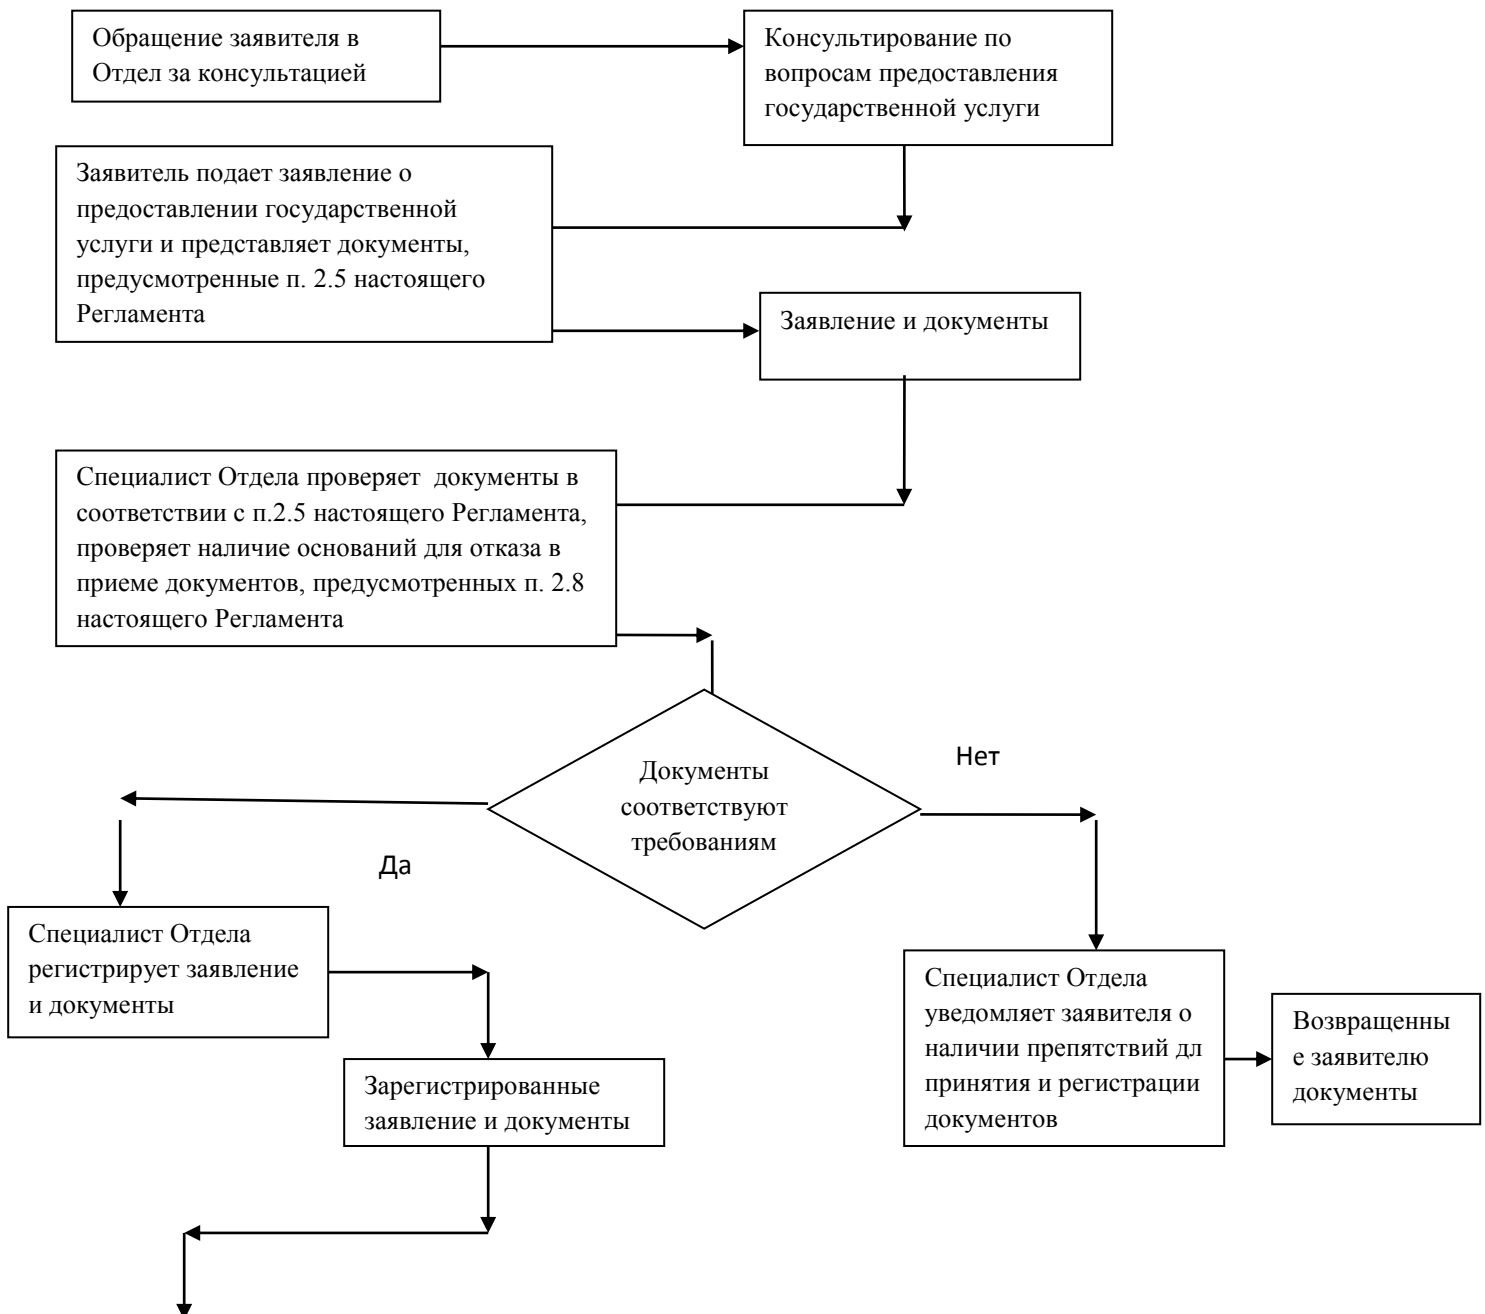 Обращение заявителя в
Отдел за консультацией
Консультирование по
вопросам предоставления
государственной услуги
Заявитель подает заявление о
предоставлении государственной
услуги и представляет документы,
предусмотренные п. 2.5 настоящего
Регламента
Заявление и документы
Специалист Отдела проверяет  документы в
соответствии с п.2.5 настоящего Регламента,
проверяет наличие оснований для отказа в
приеме документов, предусмотренных п. 2.8
настоящего Регламента
Документы
соответствуют
требованиям
Нет
Да
Специалист Отдела
регистрирует заявление
и документы
Зарегистрированные
заявление и документы
Специалист Отдела
уведомляет заявителя о
наличии препятствий дл
принятия и регистрации
документов
Возвращенны
е заявителю
документы